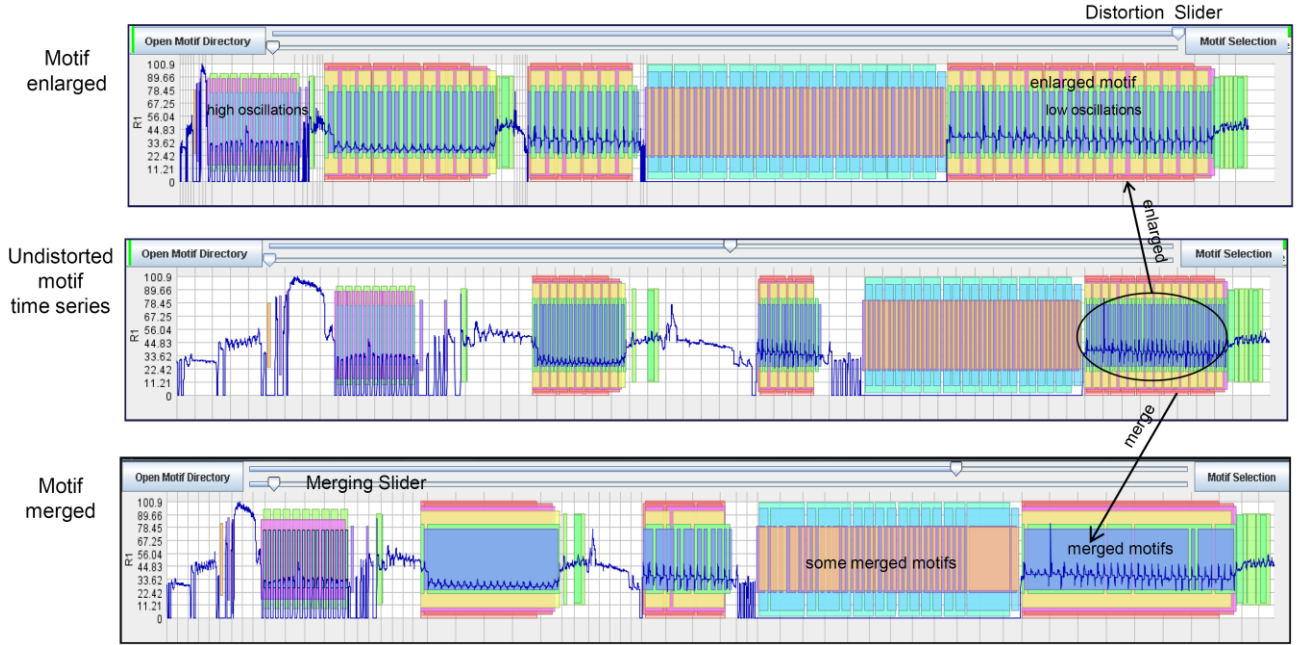 Distortion Slider
Motif
enlarged
Open Motif Directory
Motif Selection
100.9
89.66
78.45
67.25
56.04
44.83
33.62
22.42
11.21
0
R1
high oscillations
enlarged motif
low oscillations
enlarged
Undistorted
motif
time series
Open Motif Directory
Motif Selection
100.9
89.66
78.45
67.25
56.04
44.83
33.62
22.42
11.21
0
R1
merge
Motif
merged
Open Motif Directory
Merging Slider
Motif Selection
100.9
89.66
78.45
67.25
56.04
44.83
33.62
22.42
11.21
0
R1
some merged motifs
merged motifs